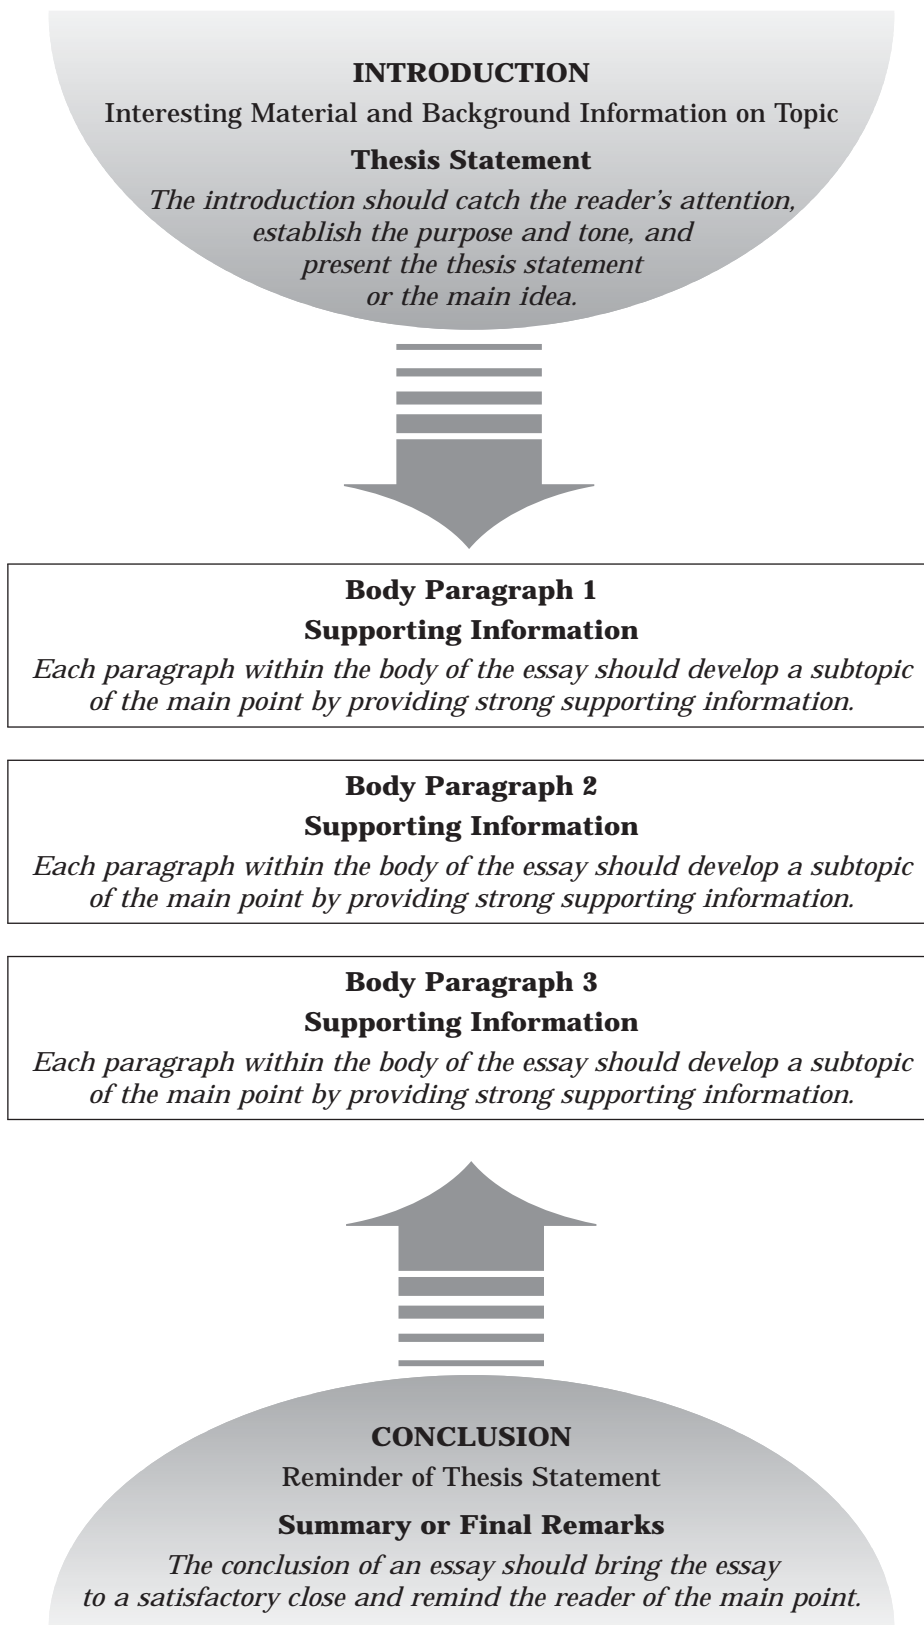 INTRODUCTION
Interesting Material and Background Information on Topic
Thesis Statement
The introduction should catch the reader’s attention,
establish the purpose and tone, and
present the thesis statement
or the main idea.
Body Paragraph 1
Supporting Information
Each paragraph within the body of the essay should develop a subtopic
of the main point by providing strong supporting information.
Body Paragraph 2
Supporting Information
Each paragraph within the body of the essay should develop a subtopic
of the main point by providing strong supporting information.
Body Paragraph 3
Supporting Information
Each paragraph within the body of the essay should develop a subtopic
of the main point by providing strong supporting information.
CONCLUSION
Reminder of Thesis Statement
Summary or Final Remarks
The conclusion of an essay should bring the essay
to a satisfactory close and remind the reader of the main point.